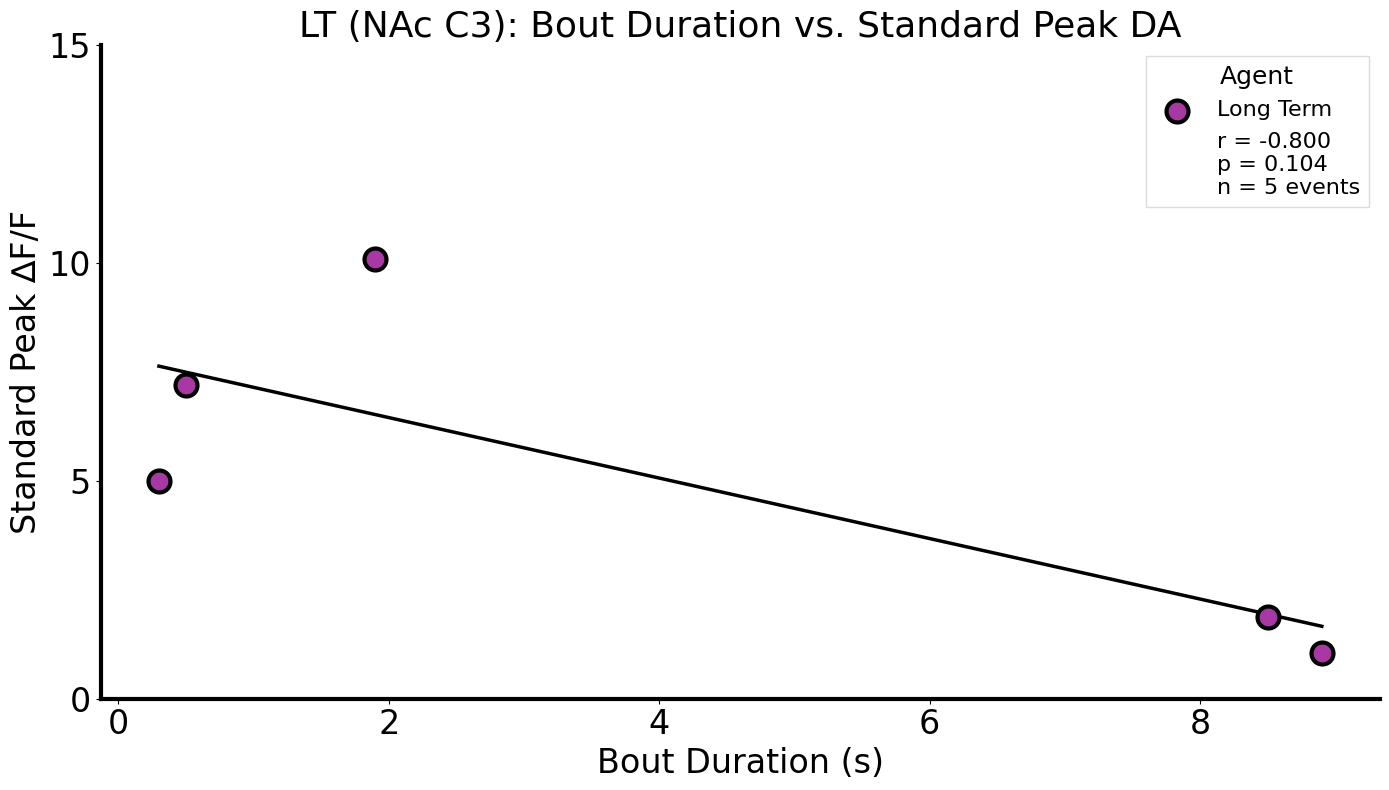 LT (NAc C3): Bout Duration vs. Standard Peak DA
15
10
5
0
Standard Peak ΔF/F
Agent
Long Term
r = -0.800
p = 0.104
n = 5 events
0 2 4 6 8
Bout Duration (s)